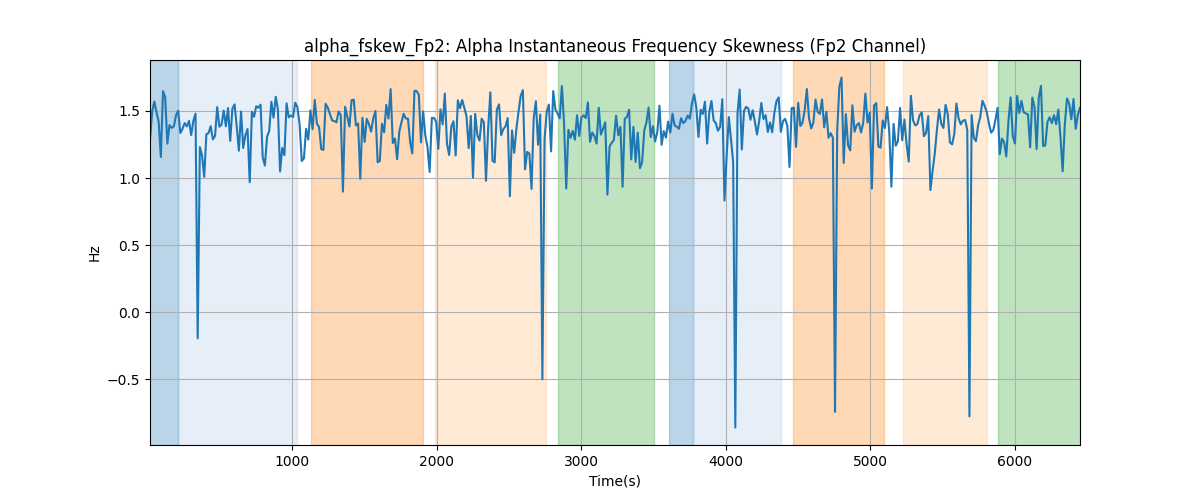 alpha_fskew_Fp2: Alpha Instantaneous Frequency Skewness (Fp2 Channel)
1.5
1.0
0.5
0.0
−0.5
Hz
1000 2000 3000 4000 5000 6000
Time(s)